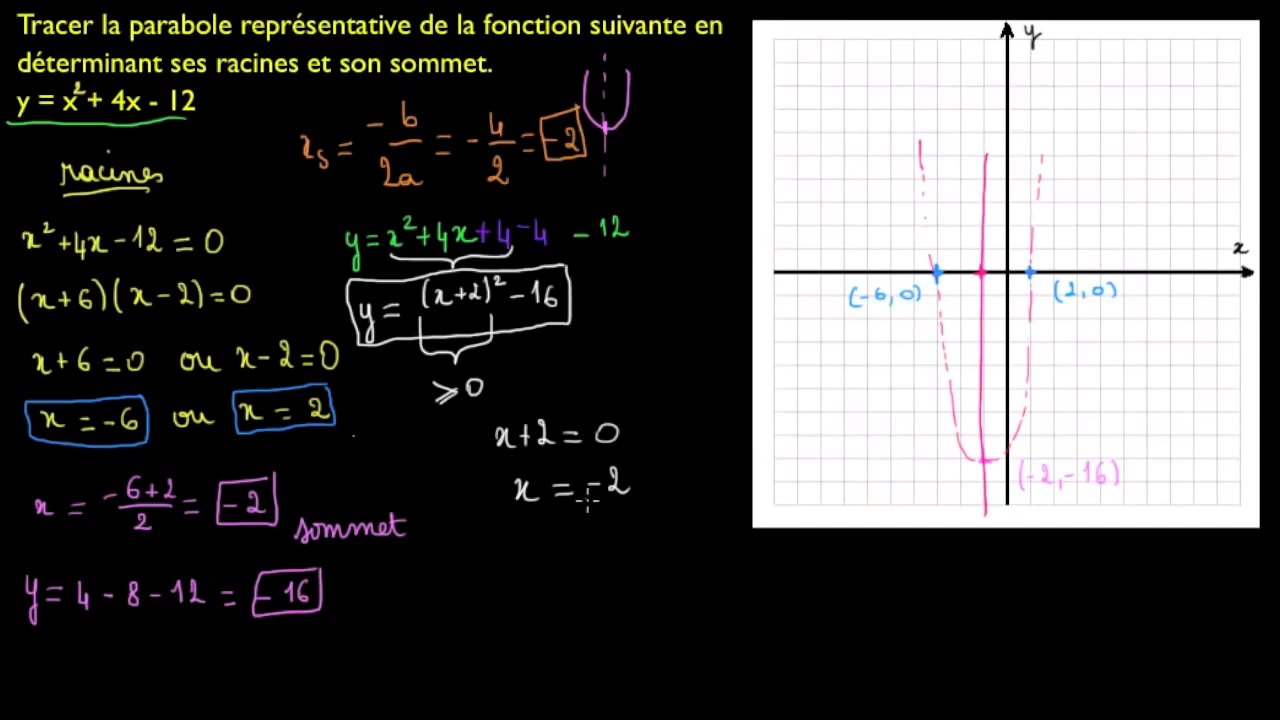 Tracer la parabole représentative de la fonction suivante en
déterminant ses racines et son sommet.
y = x² + 4x - 12
racines
x² + 4x - 12 = 0
(x + 6)(x - 2) = 0
x + 6 = 0 ou x - 2 = 0
x = -6 ou x = 2
x = (-6+2)/2 = -2
sommet
y = 4 - 8 - 12 = -16
x_S = -b/2a = -4/2 = -2
y = x² + 4x + 4 - 4 - 12
y = (x+2)² - 16
⩾ 0
x + 2 = 0
x = -2
y
x
(-6, 0)
(2, 0)
(-2, -16)